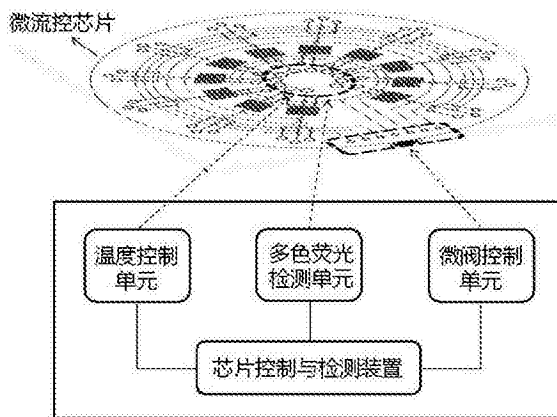 微流控芯片
温度控制
单元
多色荧光
检测单元
微阀控制
单元
芯片控制与检测装置